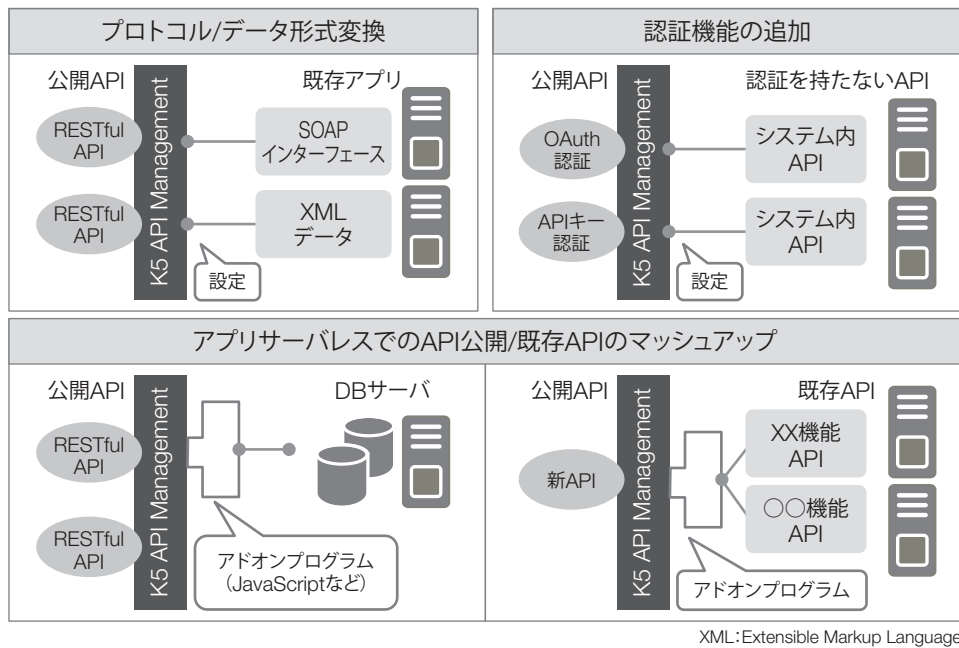 プロトコル/データ形式変換
公開API
既存アプリ
K5 API Management
RESTful
API
SOAP
インターフェース
RESTful
API
XML
データ
設定
認証機能の追加
公開API
認証を持たないAPI
K5 API Management
OAuth
認証
システム内
API
APIキー
認証
システム内
API
設定
アプリサーバレスでのAPI公開/既存APIのマッシュアップ
公開API
DBサーバ
K5 API Management
RESTful
API
RESTful
API
アドオンプログラム
(JavaScriptなど)
公開API
既存API
K5 API Management
新API
XX機能
API
○○機能
API
アドオンプログラム
XML:Extensible Markup Language